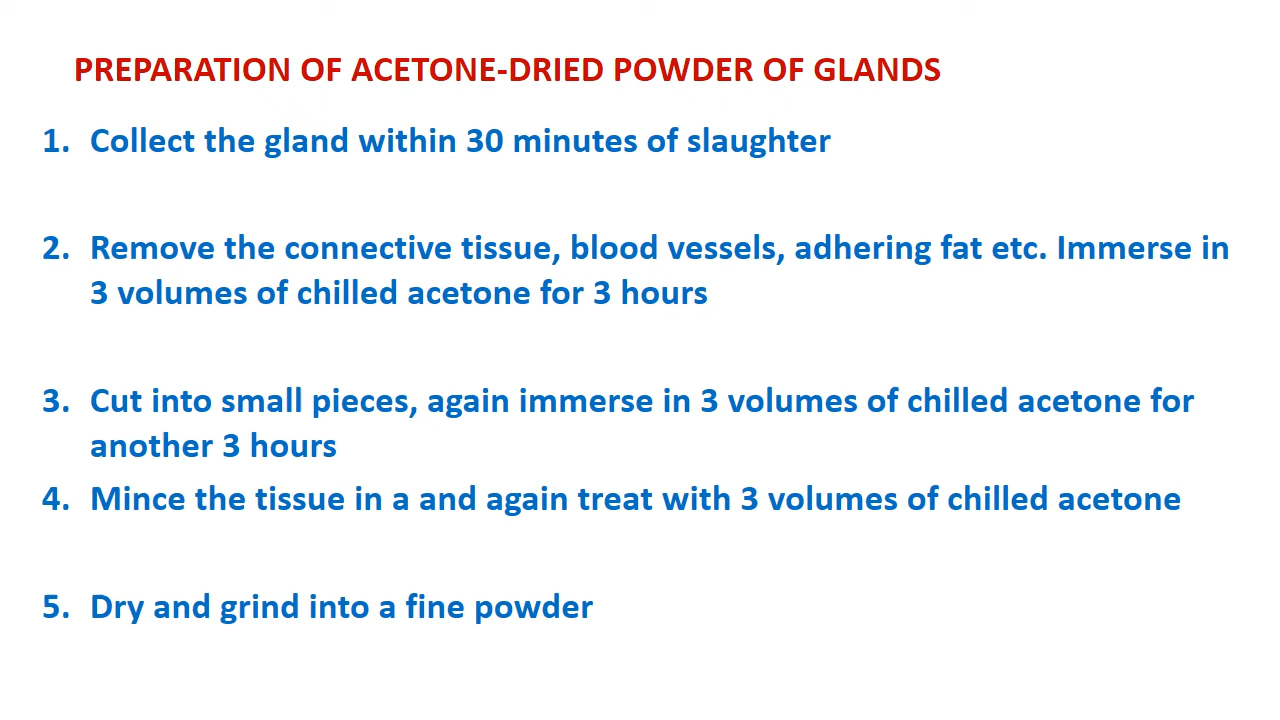 PREPARATION OF ACETONE-DRIED POWDER OF GLANDS
1. Collect the gland within 30 minutes of slaughter
2. Remove the connective tissue, blood vessels, adhering fat etc. Immerse in
3 volumes of chilled acetone for 3 hours
3. Cut into small pieces, again immerse in 3 volumes of chilled acetone for
another 3 hours
4. Mince the tissue in a and again treat with 3 volumes of chilled acetone
5. Dry and grind into a fine powder